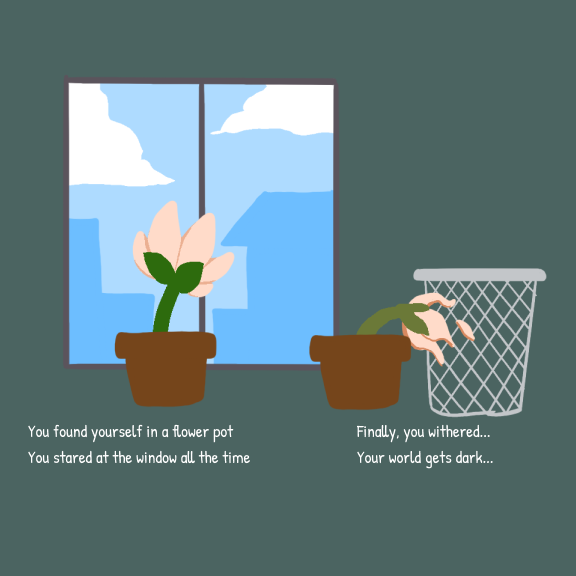 You found yourself in a flower pot
You stared at the window all the time
Finally, you withered...
Your world gets dark...